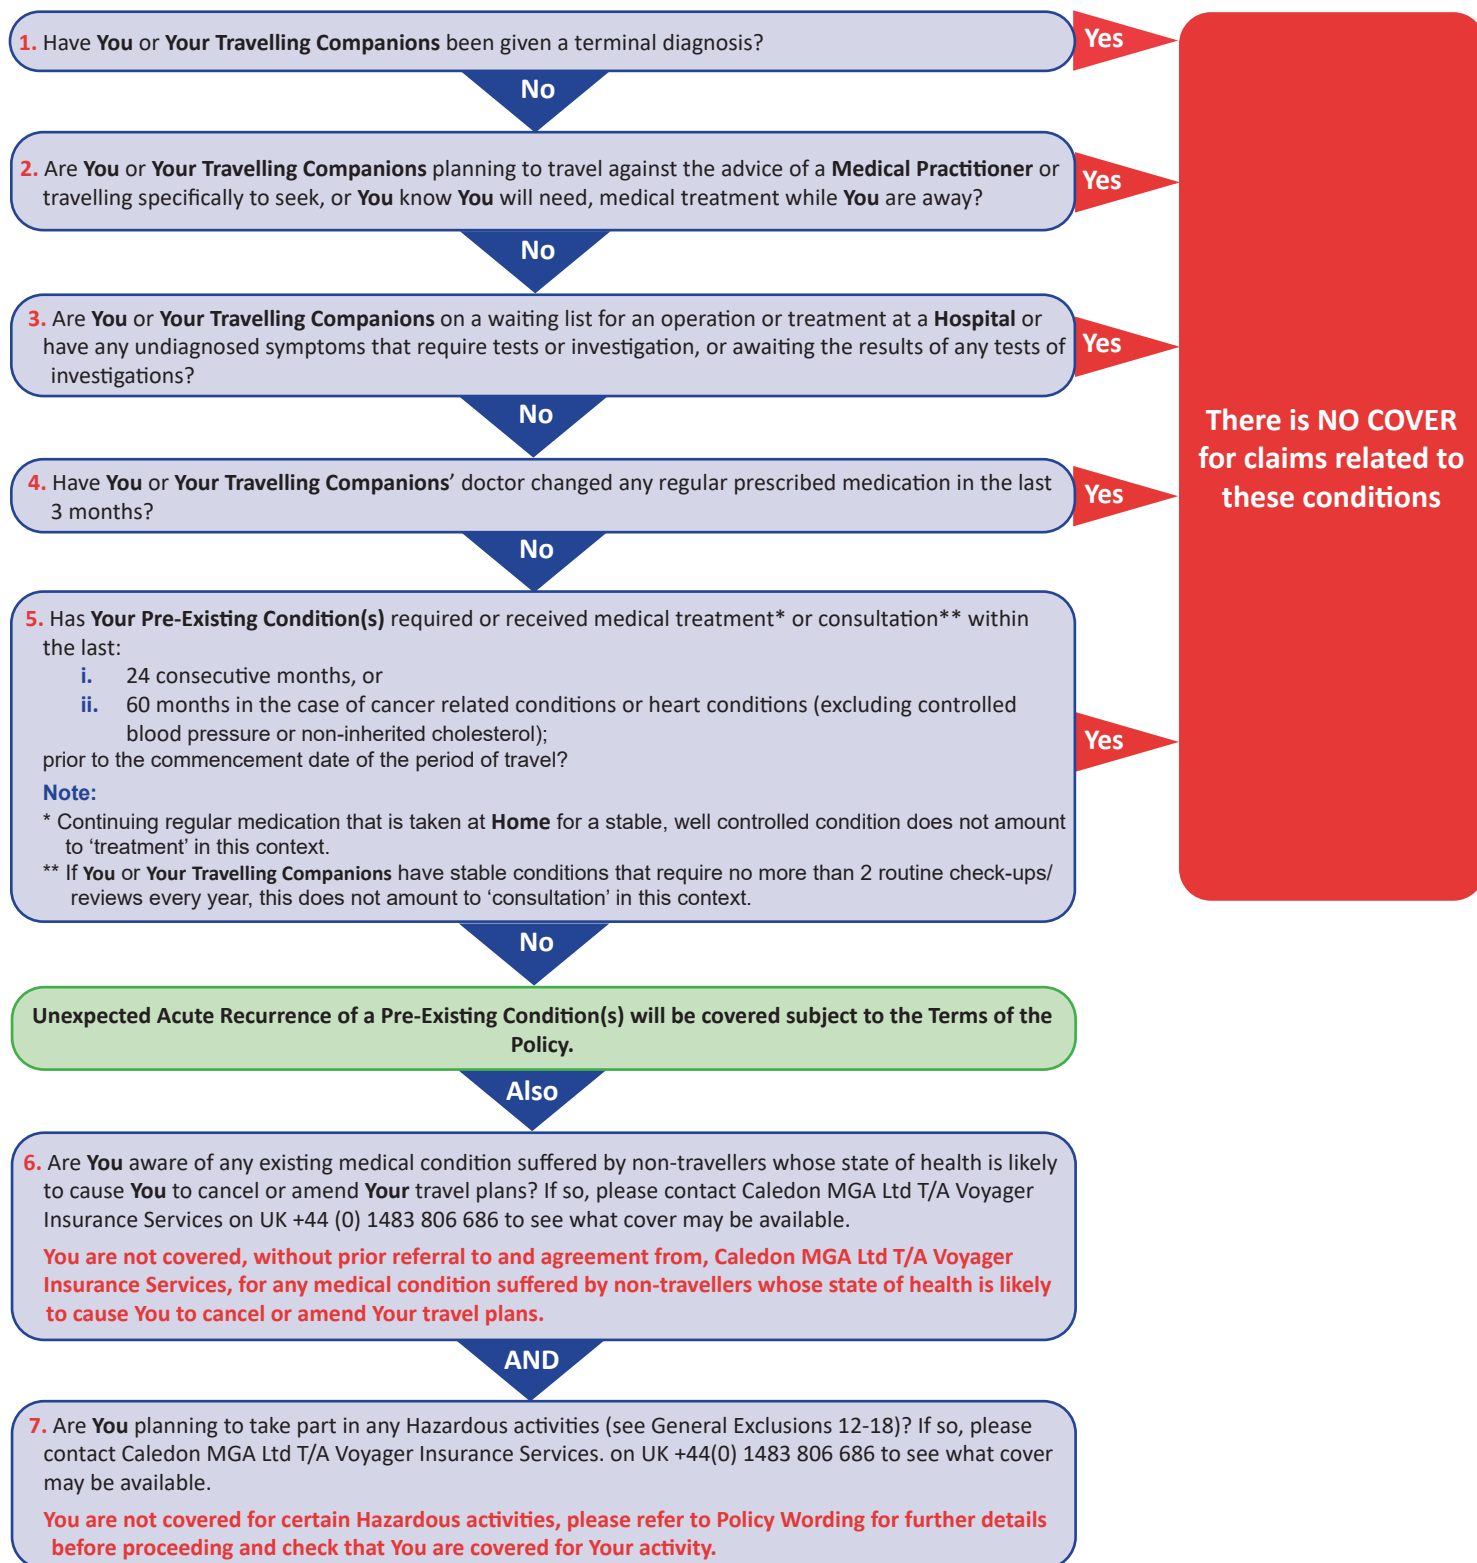 1. Have You or Your Travelling Companions been given a terminal diagnosis?
Yes
No
2. Are You or Your Travelling Companions planning to travel against the advice of a Medical Practitioner or
travelling specifically to seek, or You know You will need, medical treatment while You are away?
Yes
No
3. Are You or Your Travelling Companions on a waiting list for an operation or treatment at a Hospital or
have any undiagnosed symptoms that require tests or investigation, or awaiting the results of any tests of
investigations?
Yes
No
4. Have You or Your Travelling Companions’ doctor changed any regular prescribed medication in the last
3 months?
Yes
No
5. Has Your Pre-Existing Condition(s) required or received medical treatment* or consultation** within
the last:
i. 24 consecutive months, or
ii. 60 months in the case of cancer related conditions or heart conditions (excluding controlled
blood pressure or non-inherited cholesterol);
prior to the commencement date of the period of travel?
Note:
* Continuing regular medication that is taken at Home for a stable, well controlled condition does not amount
to ‘treatment’ in this context.
** If You or Your Travelling Companions have stable conditions that require no more than 2 routine check-ups/
reviews every year, this does not amount to ‘consultation’ in this context.
Yes
There is NO COVER
for claims related to
these conditions
No
Unexpected Acute Recurrence of a Pre-Existing Condition(s) will be covered subject to the Terms of the
Policy.
Also
6. Are You aware of any existing medical condition suffered by non-travellers whose state of health is likely
to cause You to cancel or amend Your travel plans? If so, please contact Caledon MGA Ltd T/A Voyager
Insurance Services on UK +44 (0) 1483 806 686 to see what cover may be available.
You are not covered, without prior referral to and agreement from, Caledon MGA Ltd T/A Voyager
Insurance Services, for any medical condition suffered by non-travellers whose state of health is likely
to cause You to cancel or amend Your travel plans.
AND
7. Are You planning to take part in any Hazardous activities (see General Exclusions 12-18)? If so, please
contact Caledon MGA Ltd T/A Voyager Insurance Services. on UK +44(0) 1483 806 686 to see what cover
may be available.
You are not covered for certain Hazardous activities, please refer to Policy Wording for further details
before proceeding and check that You are covered for Your activity.